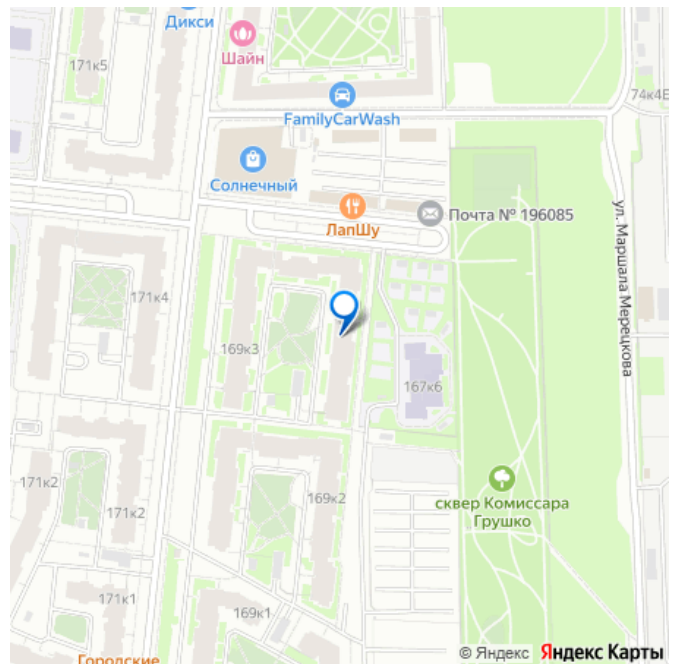 Дикси
Шайн
171к5
74к4Б
FamilyCarWash
Солнечный
ЛапШу
Почта № 196085
ул. Маршала Мерецкова
171к4
169к3
167к6
171к2
171к2
169к2
сквер Комиссара
Грушко
171к1
169к1
Городские
© Яндекс Яндекс Карты